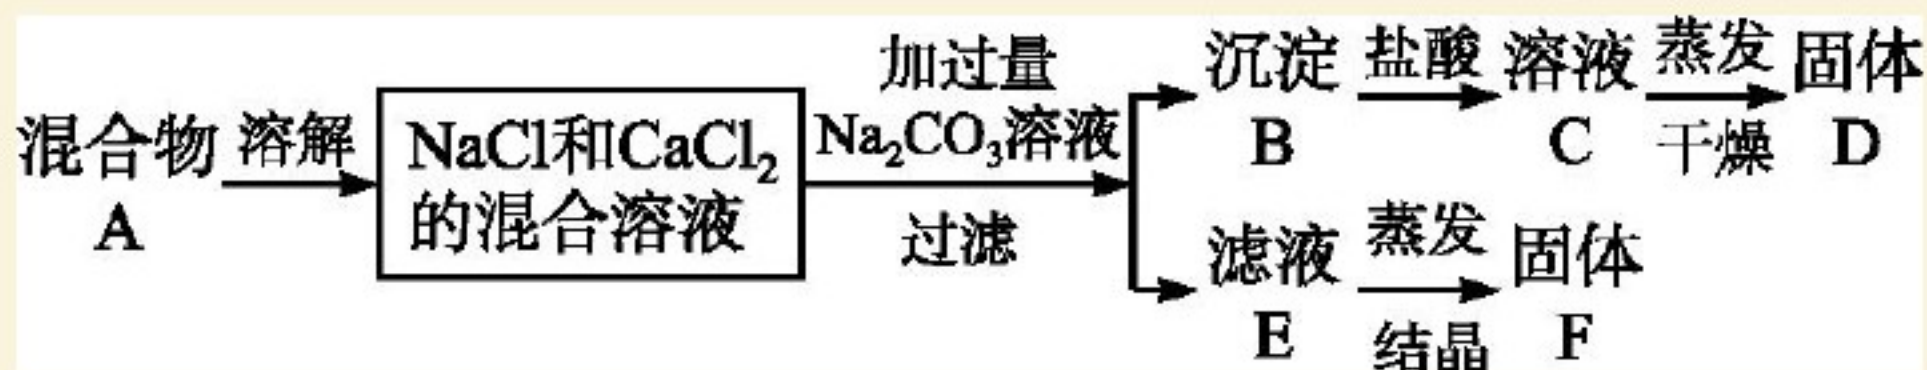 混合物
A
溶解
NaCl和CaCl₂
的混合溶液
加过量
Na₂CO₃溶液
过滤
沉淀
B
盐酸
溶液
C
蒸发
干燥
固体
D
滤液
E
蒸发
结晶
固体
F